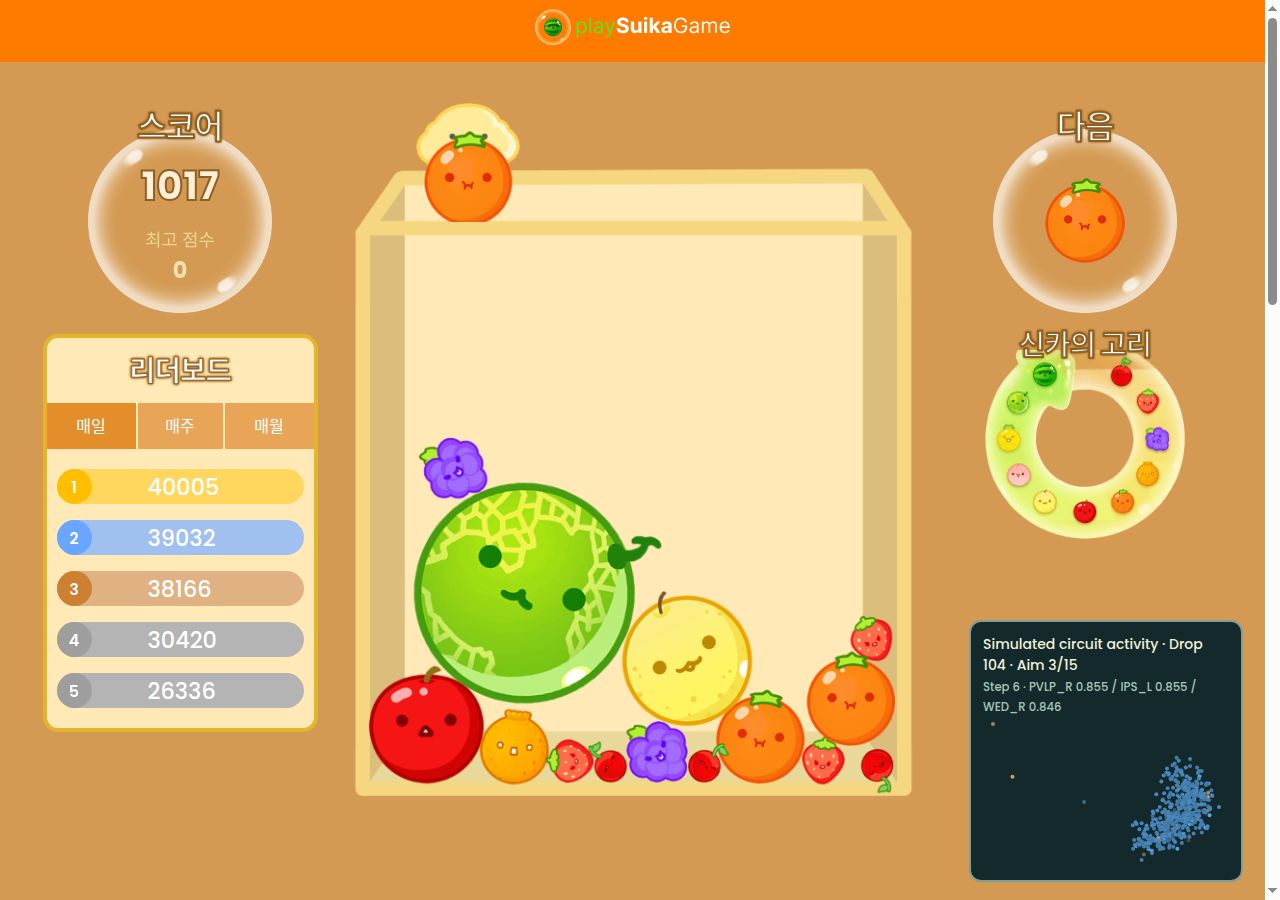 playSuikaGame
스코어
1017
최고 점수
0
다음
신카의 고리
리더보드
매일 매주 매월
1 40005
2 39032
3 38166
4 30420
5 26336
Simulated circuit activity · Drop
104 · Aim 3/15
Step 6 · PVLP_R 0.855 / IPS_L 0.855 /
WED_R 0.846